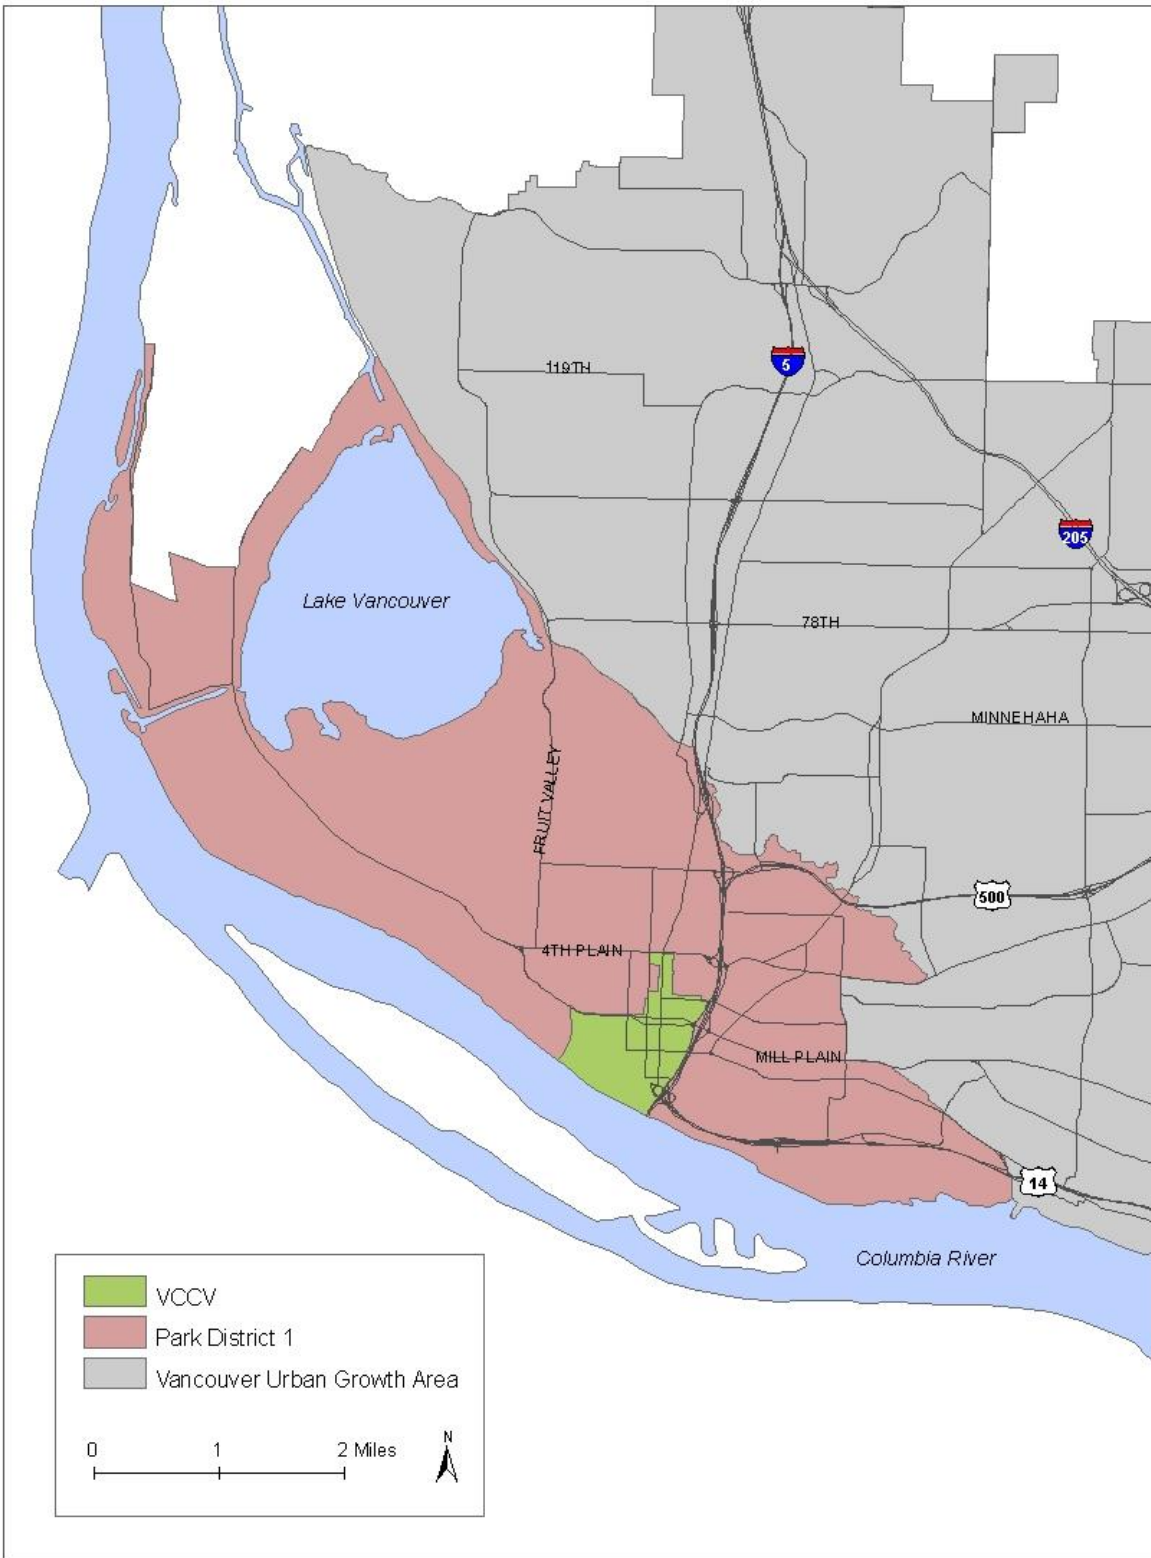 119TH
5
205
Lake Vancouver
78TH
MINNEHAHA
FRUIT VALLEY
500
4TH PLAIN
MILL PLAIN
14
Columbia River
VCCV
Park District 1
Vancouver Urban Growth Area
0 1 2 Miles
N